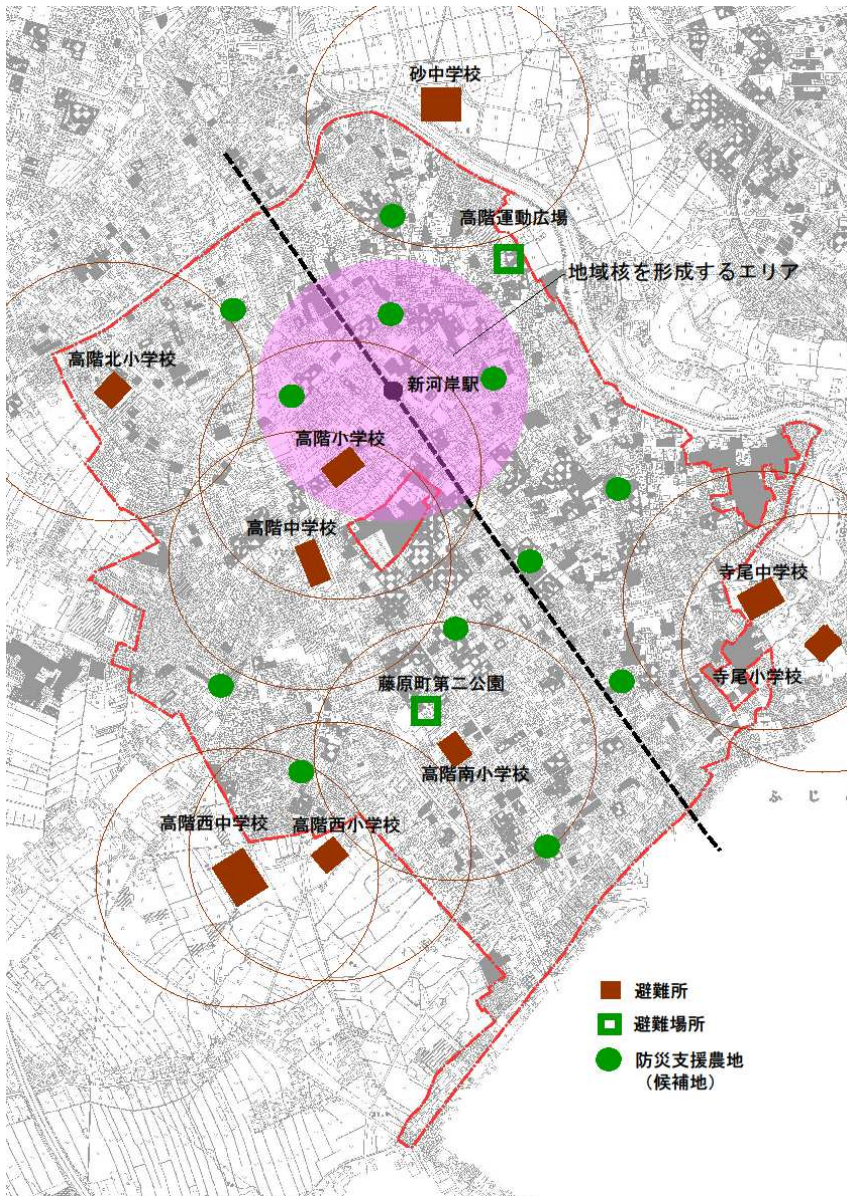 砂中学校
高階運動広場
地域核を形成するエリア
高階北小学校
新河岸駅
高階小学校
高階中学校
寺尾中学校
寺尾小学校
藤原町第二公園
高階南小学校
ふじ
高階西中学校
高階西小学校
避難所
避難場所
防災支援農地
（候補地）